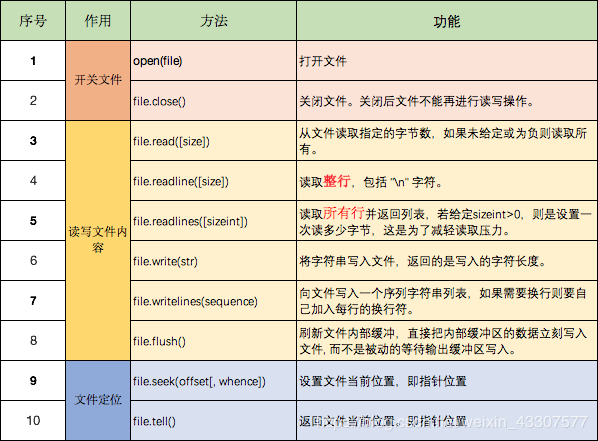 序号 作用 方法 功能
1 open(file) 打开文件
开关文件
2 file.close() 关闭文件。关闭后文件不能再进行读写操作。
3 file.read([size]) 从文件读取指定的字节数，如果未给定或为负则读取所
有。
4 file.readline([size]) 读取整行，包括 "\n" 字符。
5 file.readlines([sizeint]) 读取所有行并返回列表，若给定sizeint>0，则是设置一
次读多少字节，这是为了减轻读取压力。
读写文件内
容
6 file.write(str) 将字符串写入文件，返回的是写入的字符长度。
7 file.writelines(sequence) 向文件写入一个序列字符串列表，如果需要换行则要自
己加入每行的换行符。
8 file.flush() 刷新文件内部缓冲，直接把内部缓冲区的数据立刻写入
文件, 而不是被动的等待输出缓冲区写入。
9 file.seek(offset[, whence]) 设置文件当前位置，即指针位置
文件定位
10 file.tell() 返回文件当前位置。即指针位置
weixin_43307577